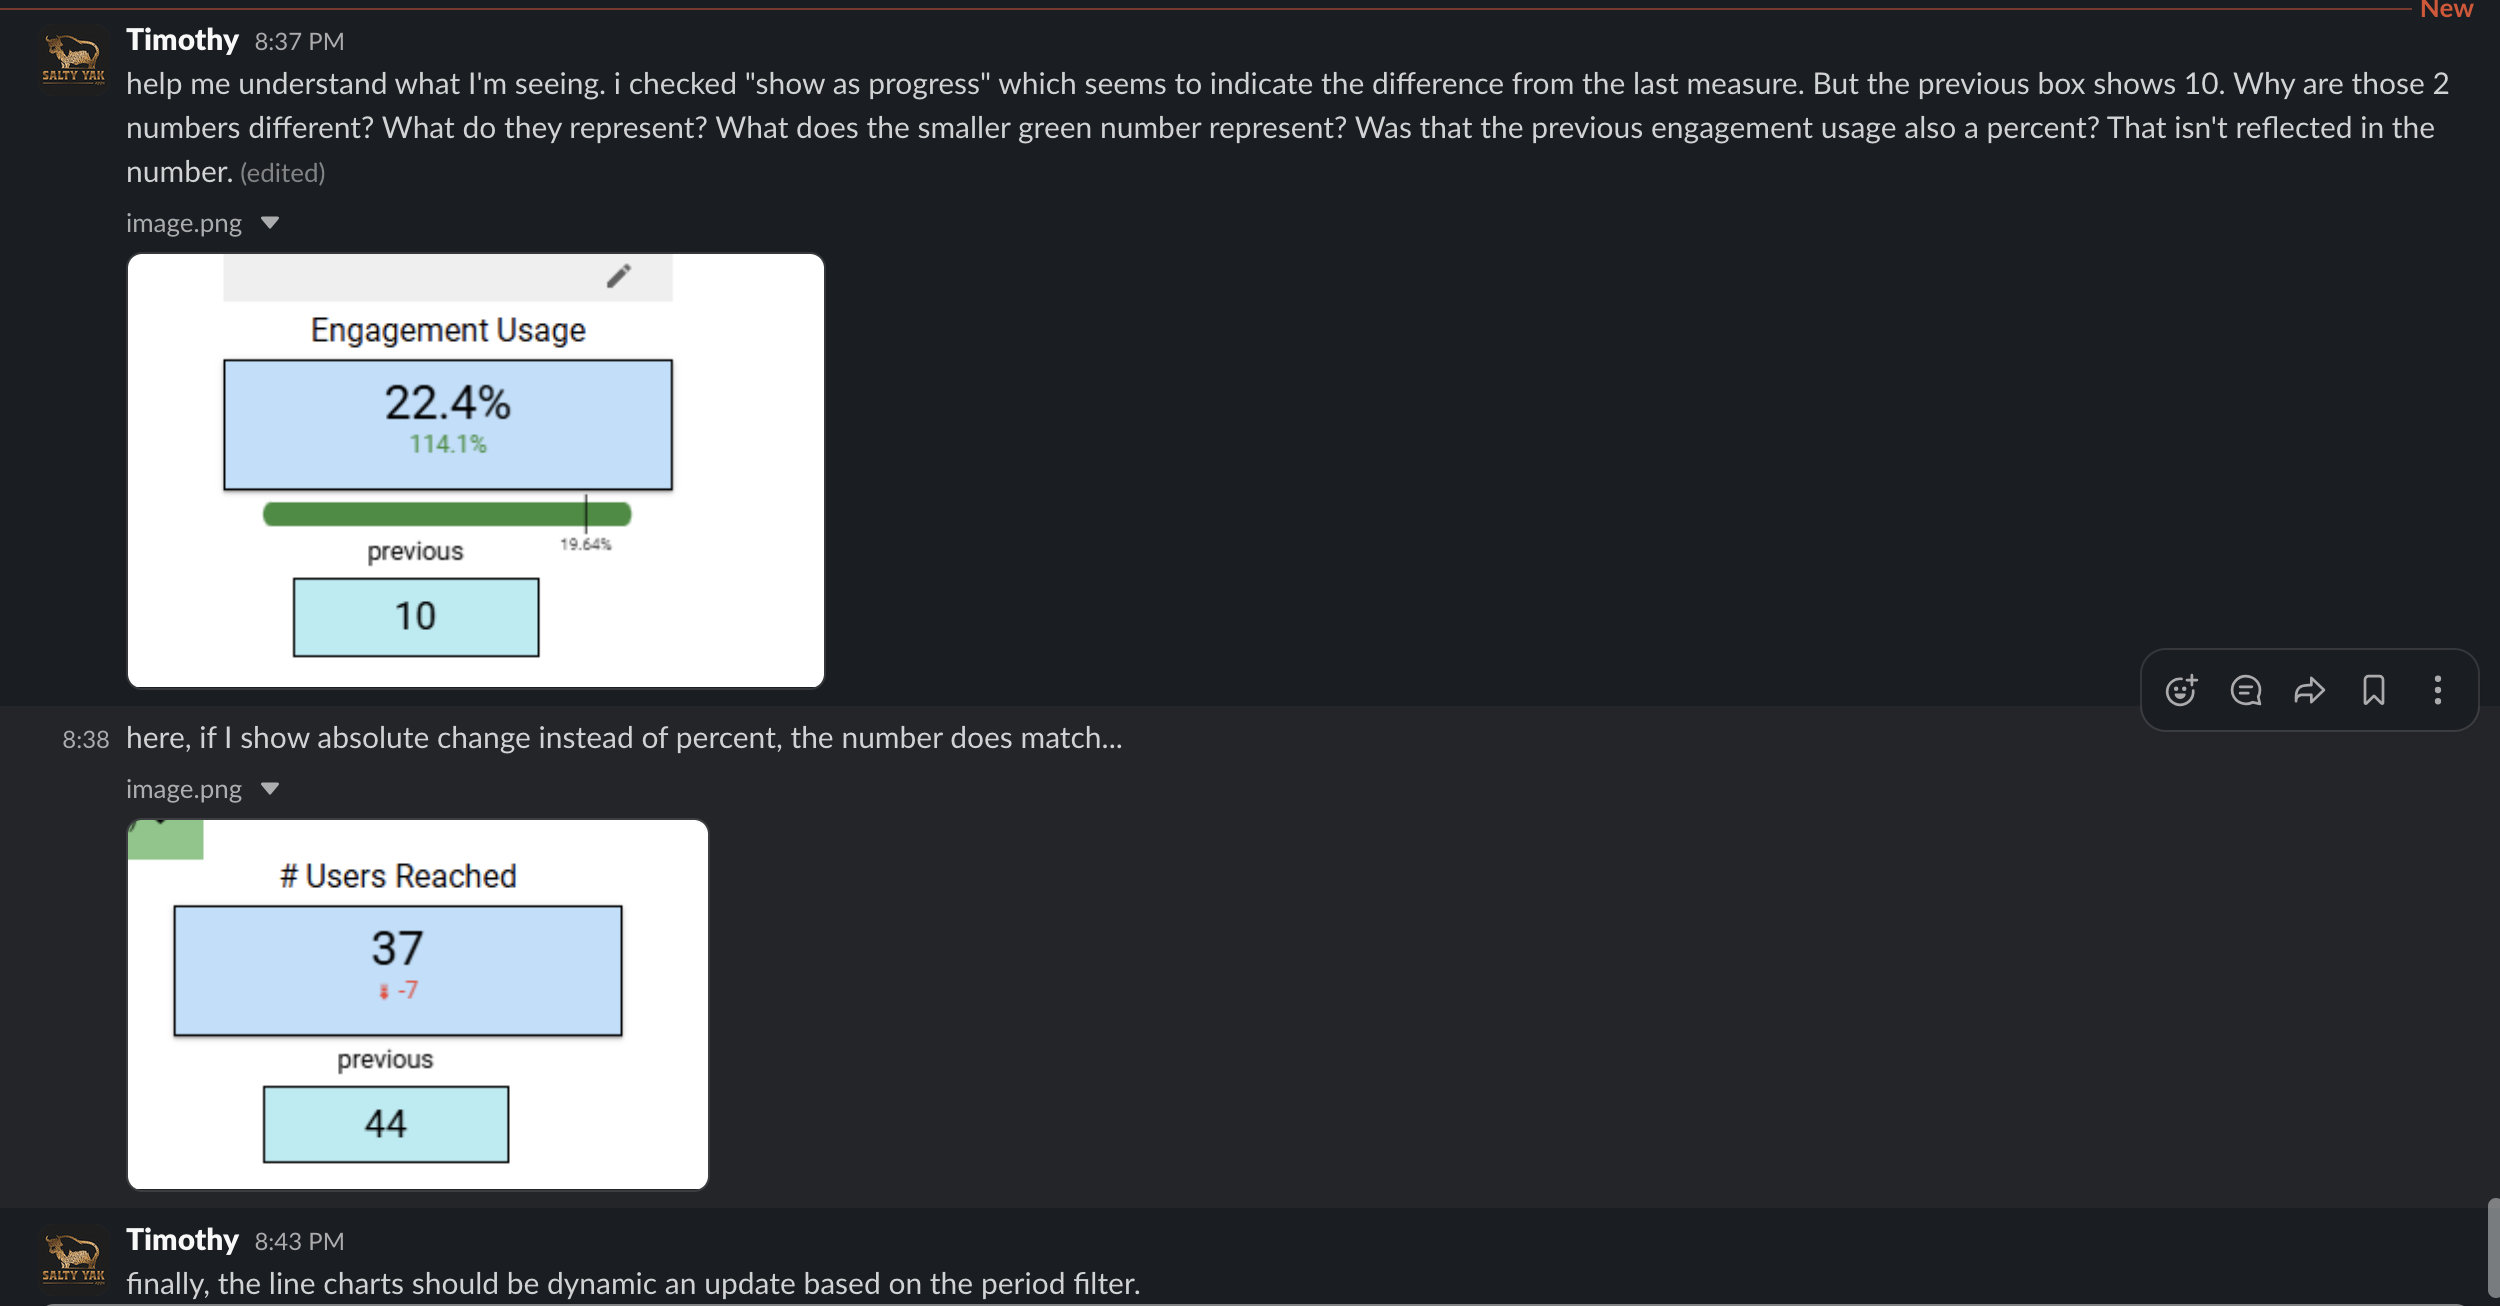 New
Timothy 8:37 PM
SALTY YAK
help me understand what I'm seeing. i checked "show as progress" which seems to indicate the difference from the last measure. But the previous box shows 10. Why are those 2
numbers different? What do they represent? What does the smaller green number represent? Was that the previous engagement usage also a percent? That isn't reflected in the
number. (edited)
image.png
Engagement Usage
22.4%
114.1%
19.64%
previous
10
8:38 here, if I show absolute change instead of percent, the number does match...
image.png
# Users Reached
37
-7
previous
44
Timothy 8:43 PM
SALTY YAK
finally, the line charts should be dynamic an update based on the period filter.